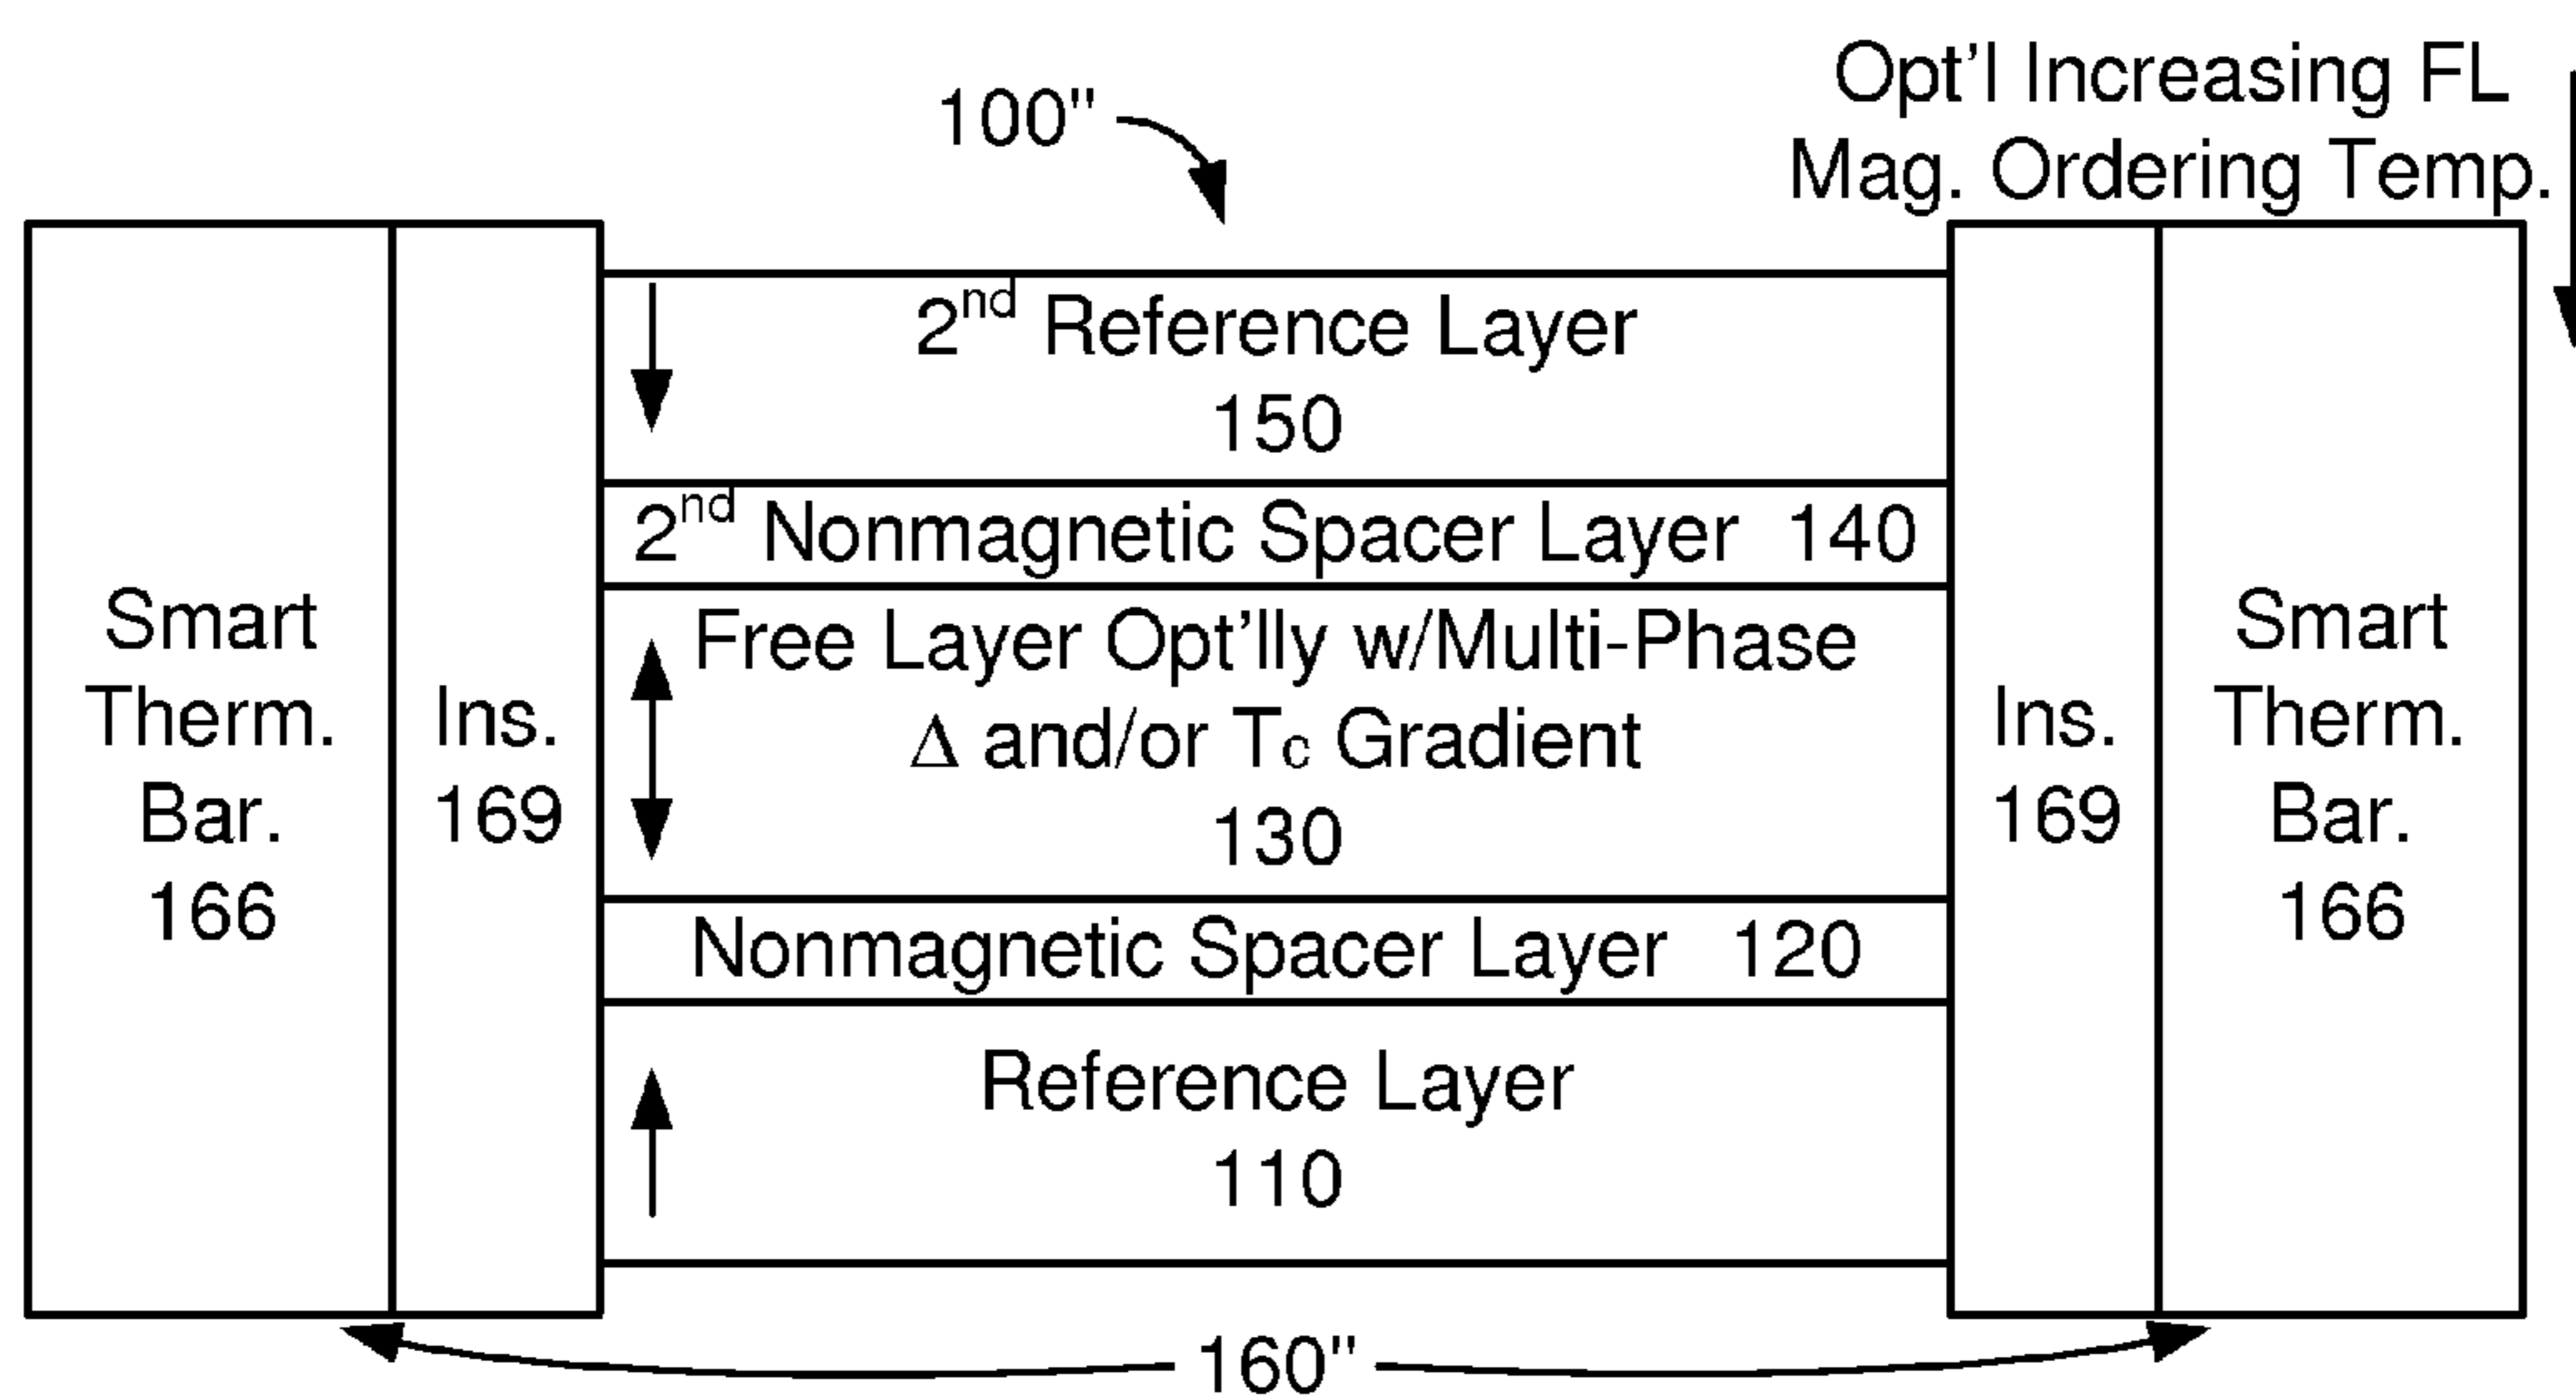 100"
Opt'l Increasing FL
Mag. Ordering Temp.
2nd Reference Layer
150
2nd Nonmagnetic Spacer Layer 140
Free Layer Opt'lly w/Multi-Phase
Δ and/or Tc Gradient
130
Nonmagnetic Spacer Layer 120
Reference Layer
110
Smart
Therm.
Bar.
166
Ins.
169
Ins.
169
Smart
Therm.
Bar.
166
160"